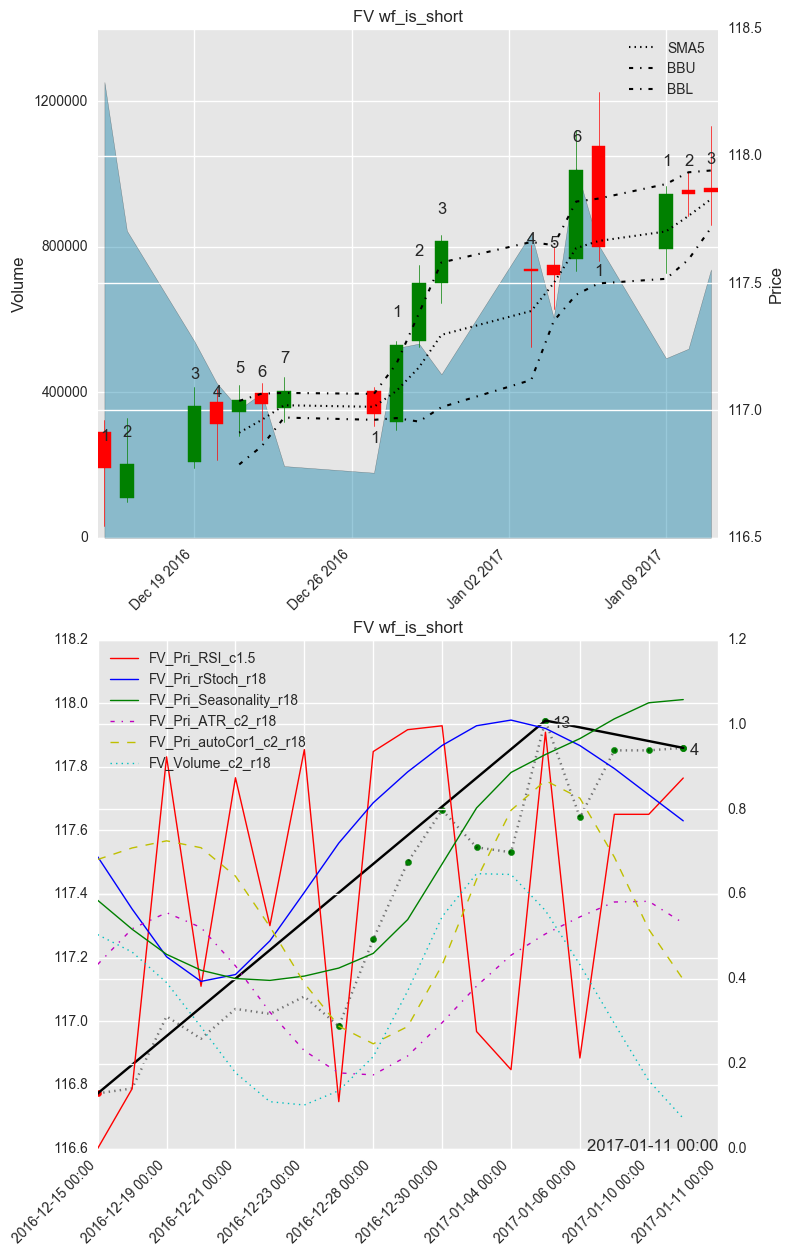 FV wf_is_short
118.5
SMA5
BBU
BBL
1200000
6
118.0
1 2 3
3
800000
2
4 5
Volume
1
117.5
Price
1
7
3 4 5 6
400000
117.0
1 2
1
0
116.5
Dec 19 2016
Dec 26 2016
Jan 02 2017
Jan 09 2017
FV wf_is_short
118.2
1.2
FV_Pri_RSI_c1.5
FV_Pri_rStoch_r18
FV_Pri_Seasonality_r18
FV_Pri_ATR_c2_r18
FV_Pri_autoCor1_c2_r18
FV_Volume_c2_r18
118.0
13
1.0
4
117.8
0.8
117.6
117.4
0.6
117.2
0.4
117.0
0.2
116.8
116.6
2017-01-11 00:00
0.0
2016-12-15 00:00
2016-12-19 00:00
2016-12-21 00:00
2016-12-23 00:00
2016-12-28 00:00
2016-12-30 00:00
2017-01-04 00:00
2017-01-06 00:00
2017-01-10 00:00
2017-01-11 00:00